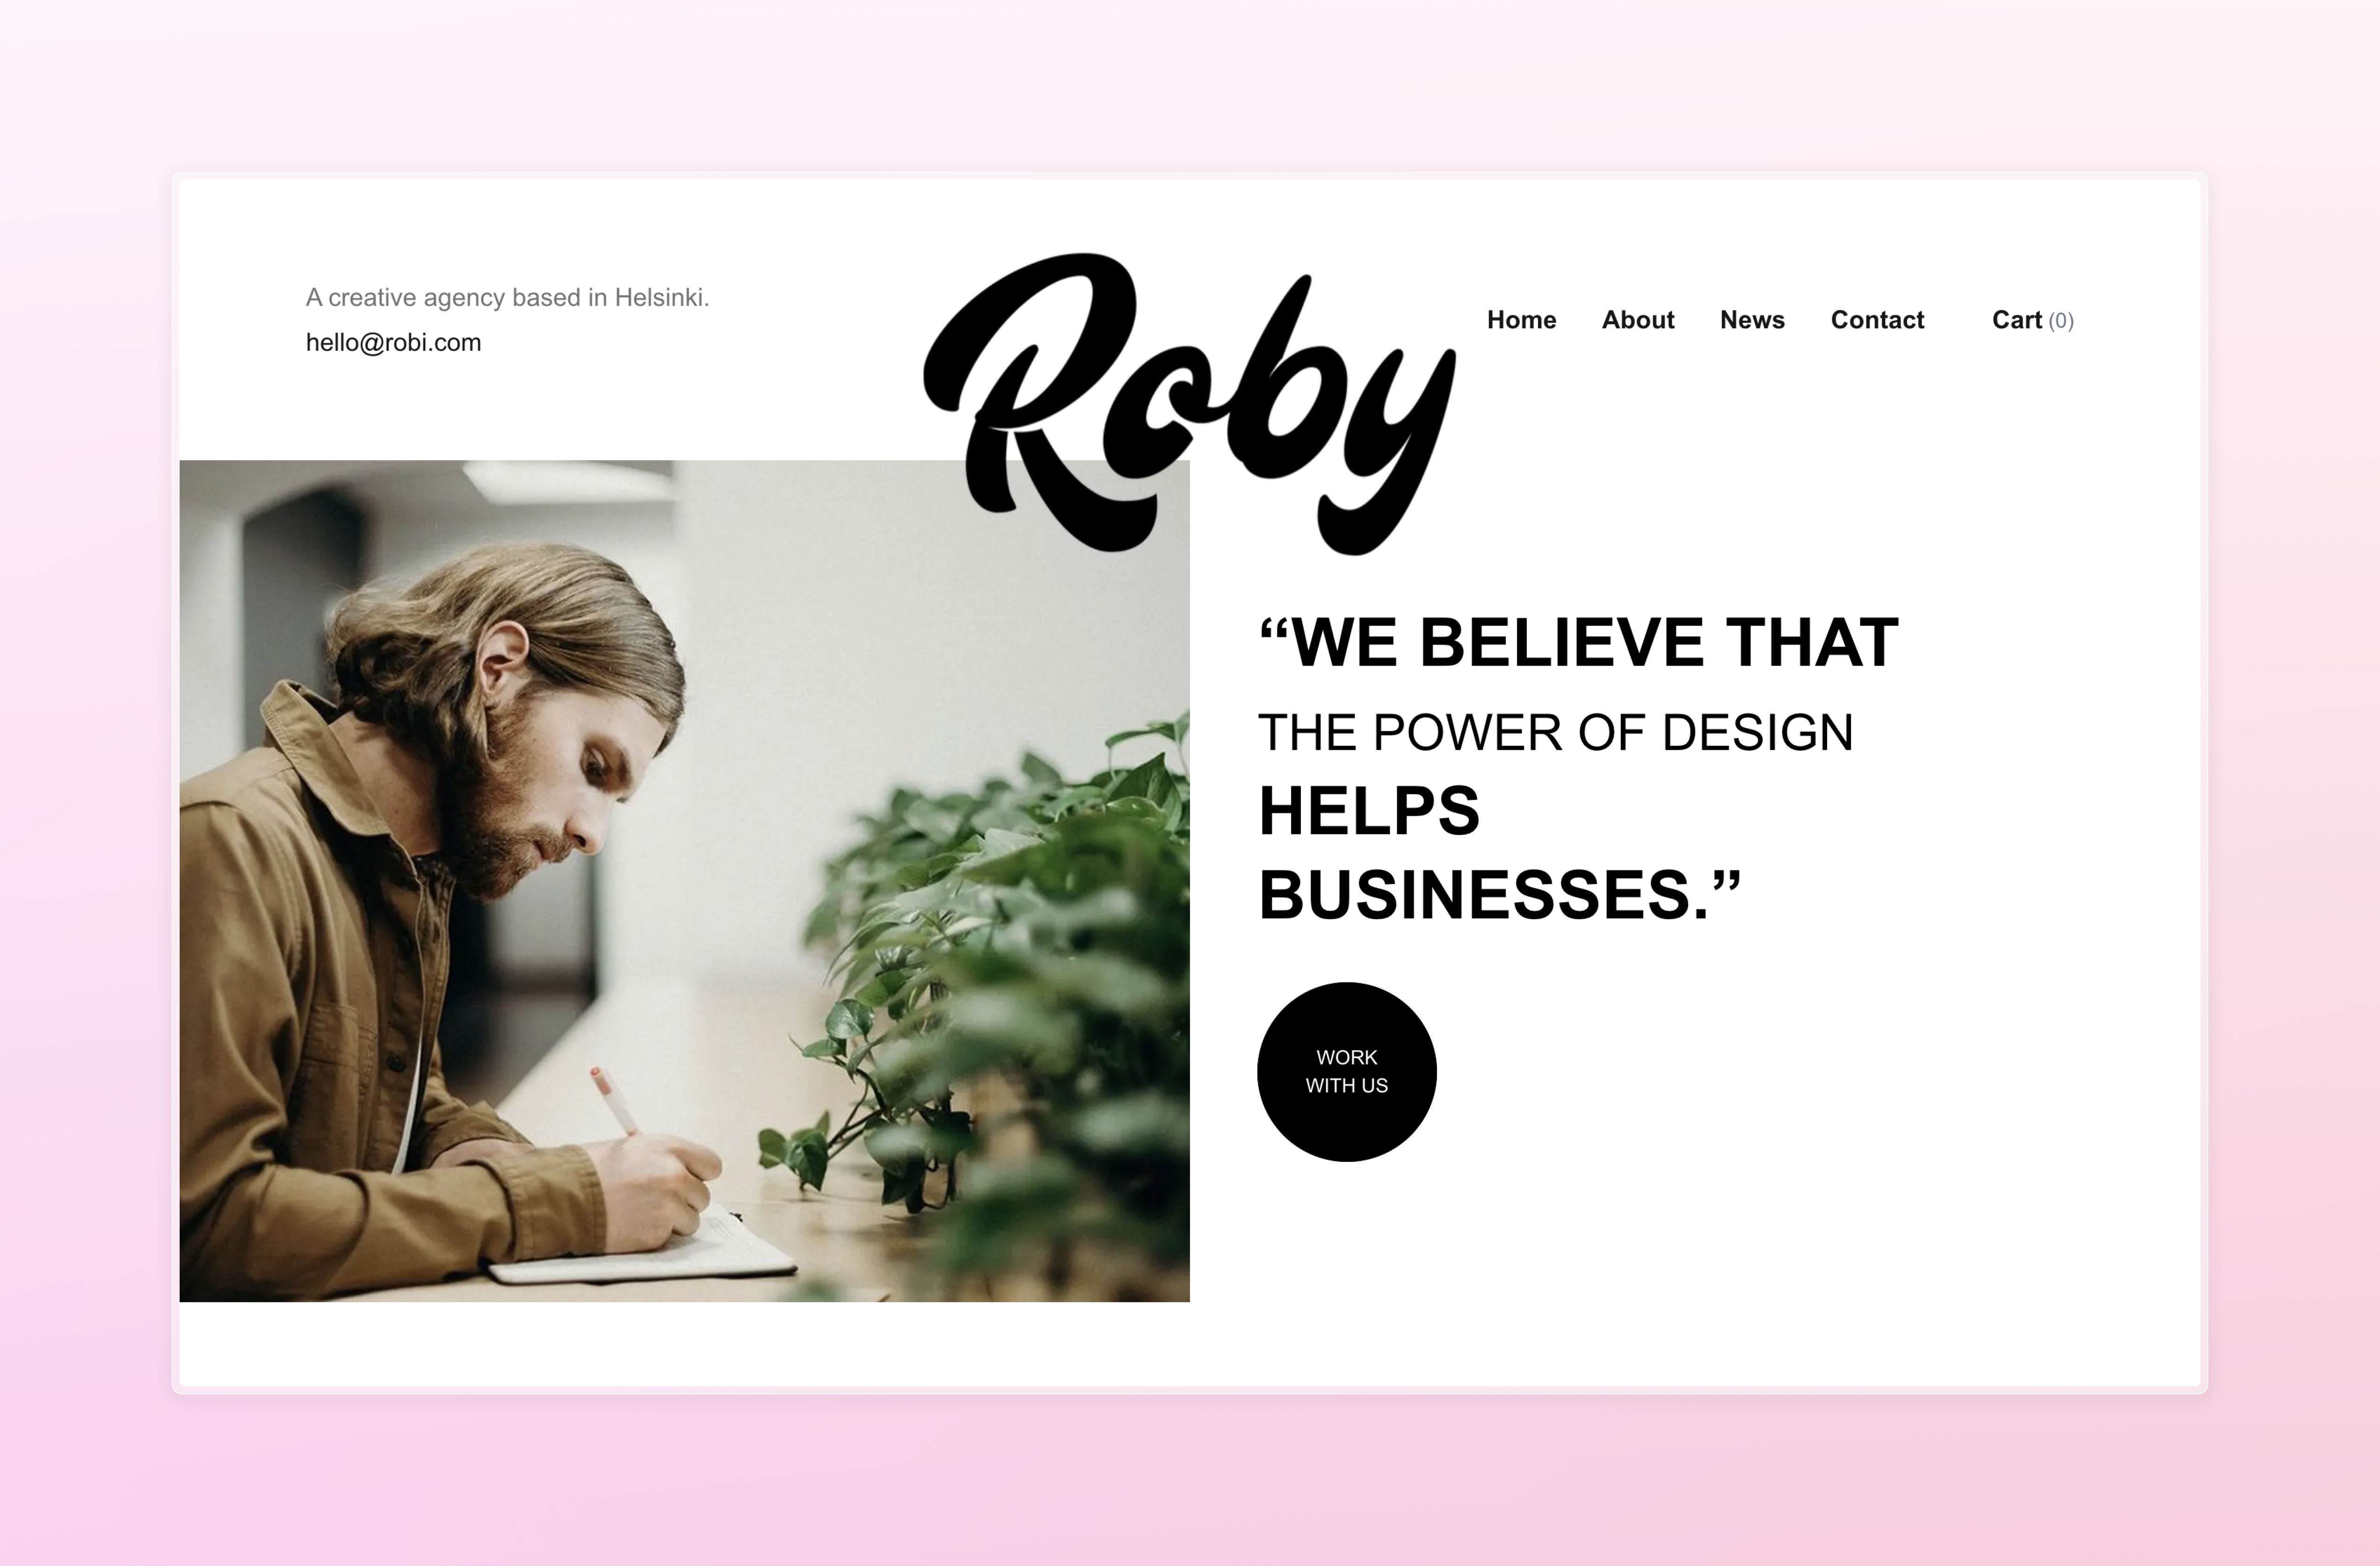 A creative agency based in Helsinki.
hello@robi.com
Roby
Home About News Contact Cart (0)
“WE BELIEVE THAT
THE POWER OF DESIGN
HELPS
BUSINESSES.”
WORK
WITH US